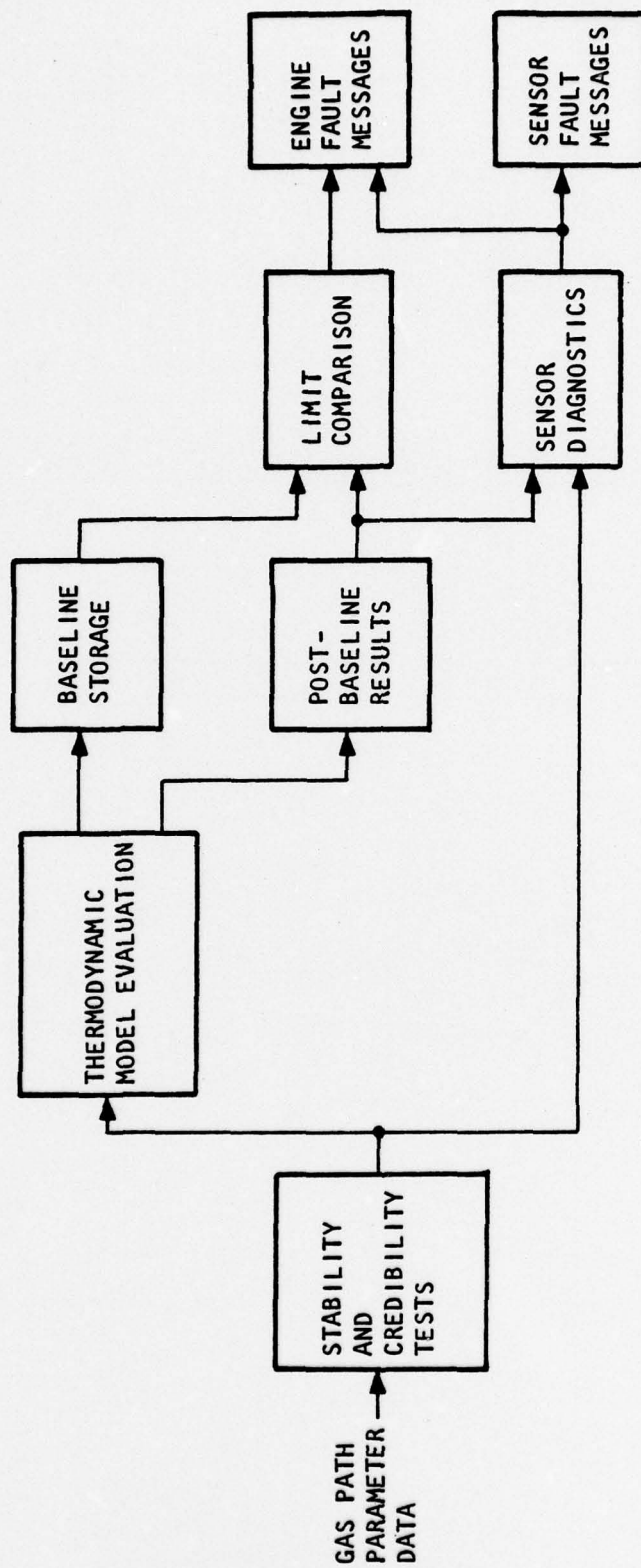 GAS PATH
PARAMETER
DATA
STABILITY
AND
CREDIBILITY
TESTS
THERMODYNAMIC
MODEL EVALUATION
BASELINE
STORAGE
POST-
BASELINE
RESULTS
LIMIT
COMPARISON
SENSOR
DIAGNOSTICS
ENGINE
FAULT
MESSAGES
SENSOR
FAULT
MESSAGES